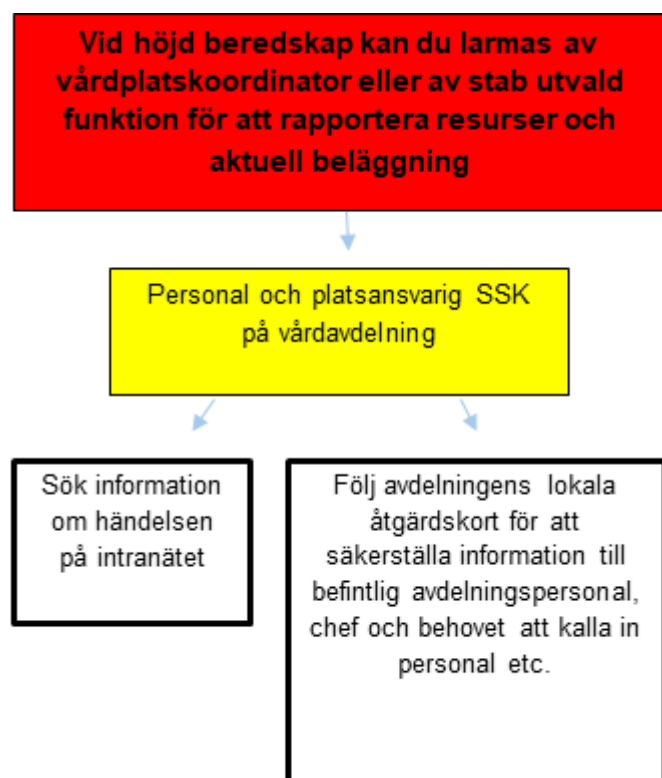 Vid höjd beredskap kan du larmas av
vårdplatskoordinator eller av stab utvald
funktion för att rapportera resurser och
aktuell beläggning
Personal och platsansvarig SSK
på vårdavdelning
Sök information
om händelsen
på intranätet
Följ avdelningens lokala
åtgärdskort för att
säkerställa information till
befintlig avdelningspersonal,
chef och behovet att kalla in
personal etc.